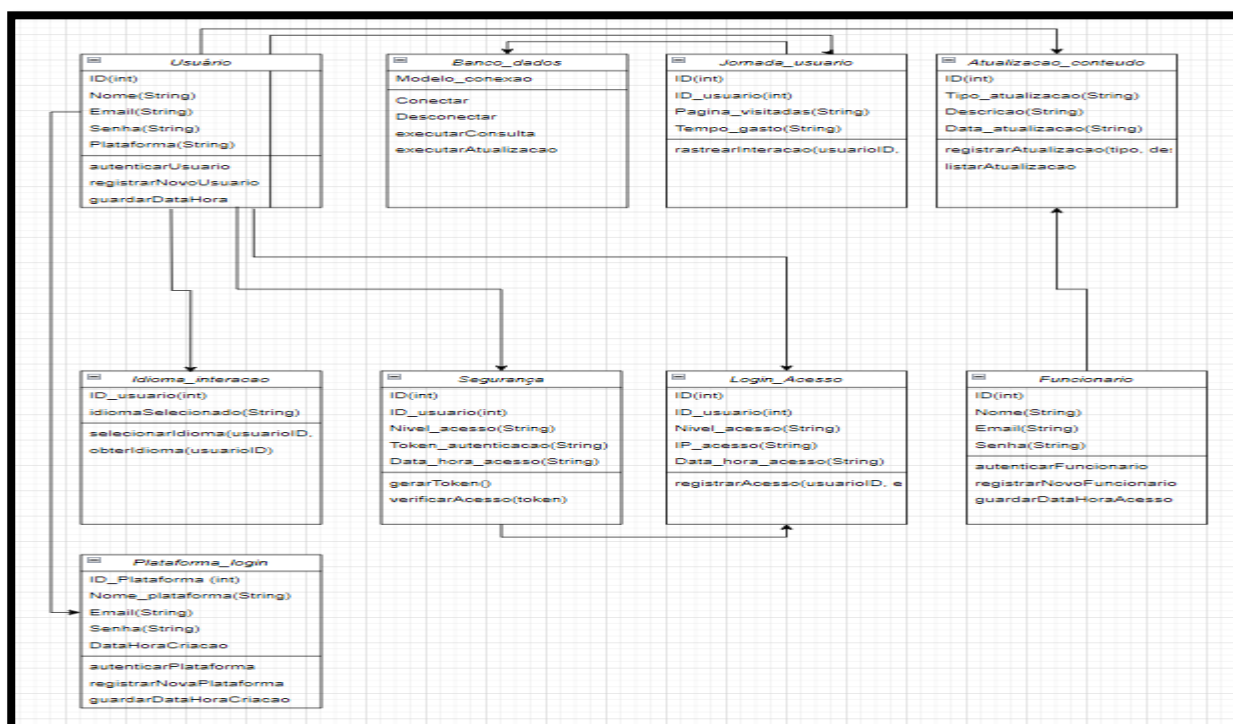 Usuário
ID(int)
Nome(String)
Email(String)
Senha(String)
Plataforma(String)
autenticarUsuario
registrarNovoUsuario
guardarDataHora
Banco_dados
Modelo_conexao
Conectar
Desconectar
executarConsulta
executarAtualizacao
Jornada_usuario
ID(int)
ID_usuario(int)
Pagina_visitadas(String)
Tempo_gasto(String)
rastrearInteracao(usuarioID,
Atualizacao_conteudo
ID(int)
Tipo_atualizacao(String)
Descricao(String)
Data_atualizacao(String)
registrarAtualizacao(tipo, des
listarAtualizacao
Idioma_interacao
ID_usuario(int)
idiomaSelecionado(String)
selecionarIdioma(usuarioID,
obterIdioma(usuarioID)
Segurança
ID(int)
ID_usuario(int)
Nivel_acesso(String)
Token_autenticacao(String)
Data_hora_acesso(String)
gerarToken()
verificarAcesso(token)
Login_Acesso
ID(int)
ID_usuario(int)
Nivel_acesso(String)
IP_acesso(String)
Data_hora_acesso(String)
registrarAcesso(usuarioID, e
Funcionario
ID(int)
Nome(String)
Email(String)
Senha(String)
autenticarFuncionario
registrarNovoFuncionario
guardarDataHoraAcesso
Plataforma_login
ID_Plataforma (int)
Nome_plataforma(String)
Email(String)
Senha(String)
DataHoraCriacao
autenticarPlataforma
registrarNovaPlataforma
guardarDataHoraCriacao